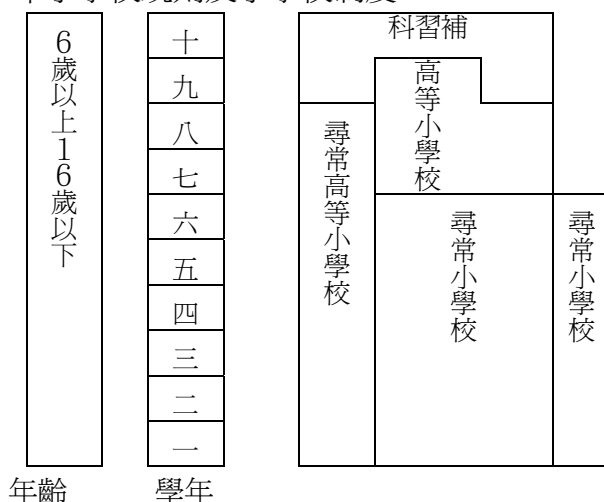 6歲以上16歲以下
十
九
八
七
六
五
四
三
二
一
科習補
高等小學校
尋常高等小學校
尋常小學校
尋常小學校
年齡
學年